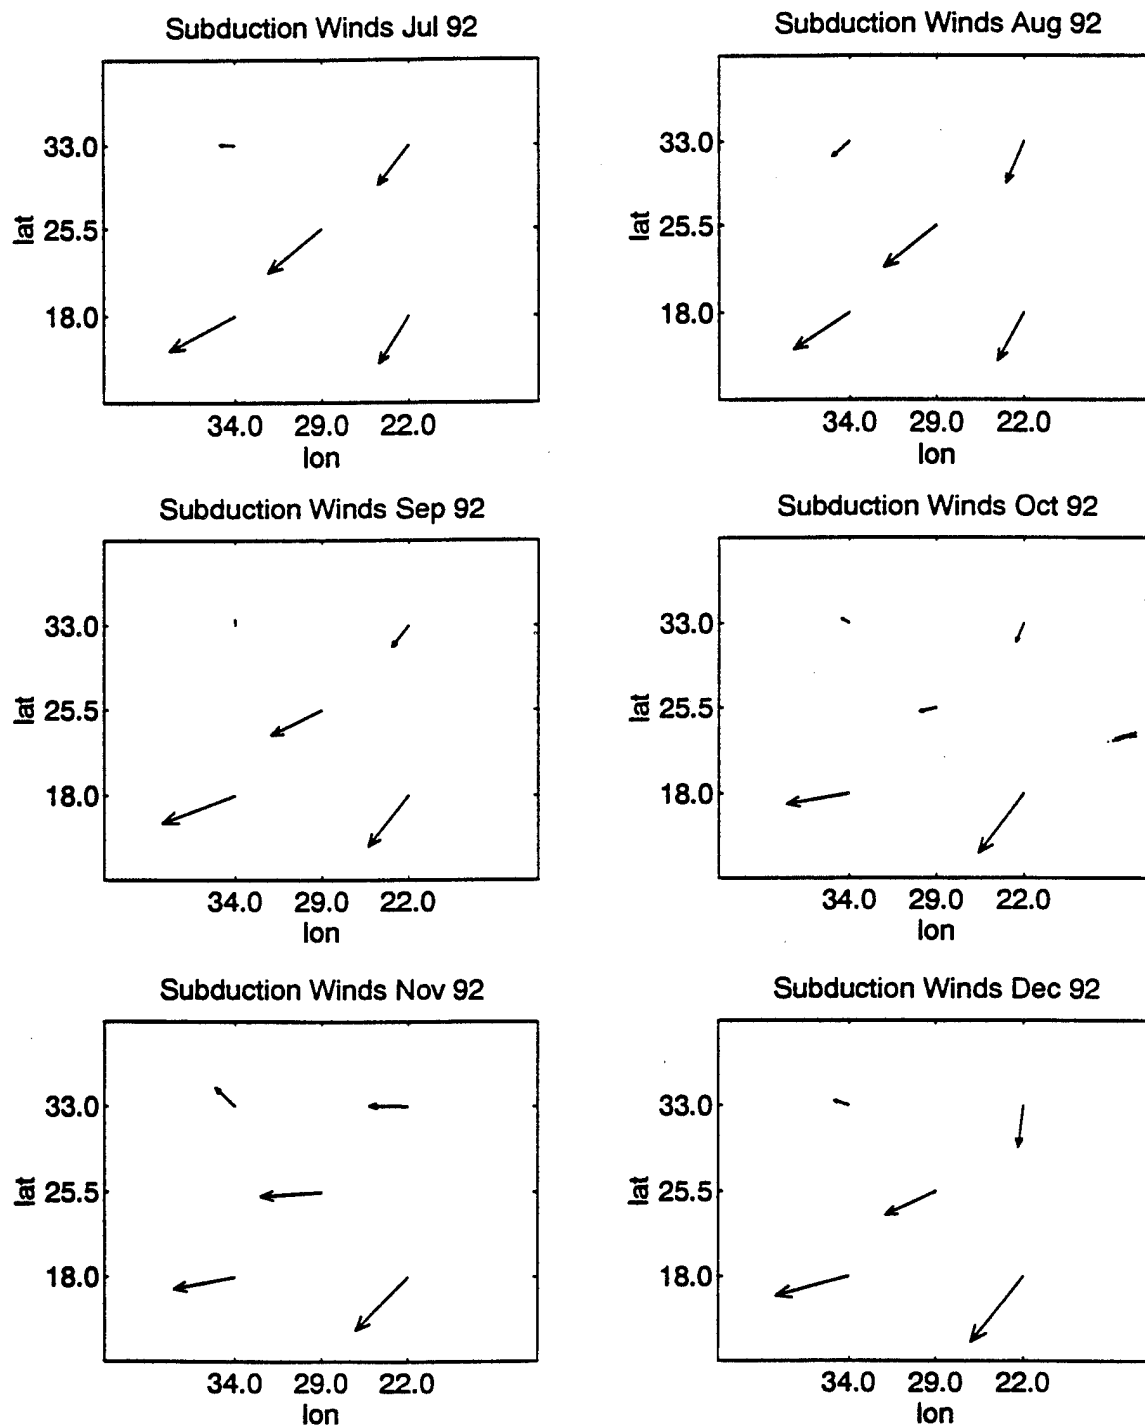 Subduction Winds Jul 92
33.0
25.5
18.0
lat
34.0 29.0 22.0
lon
Subduction Winds Aug 92
33.0
25.5
18.0
lat
34.0 29.0 22.0
lon
Subduction Winds Sep 92
33.0
25.5
18.0
lat
34.0 29.0 22.0
lon
Subduction Winds Oct 92
33.0
25.5
18.0
lat
34.0 29.0 22.0
lon
Subduction Winds Nov 92
33.0
25.5
18.0
lat
34.0 29.0 22.0
lon
Subduction Winds Dec 92
33.0
25.5
18.0
lat
34.0 29.0 22.0
lon